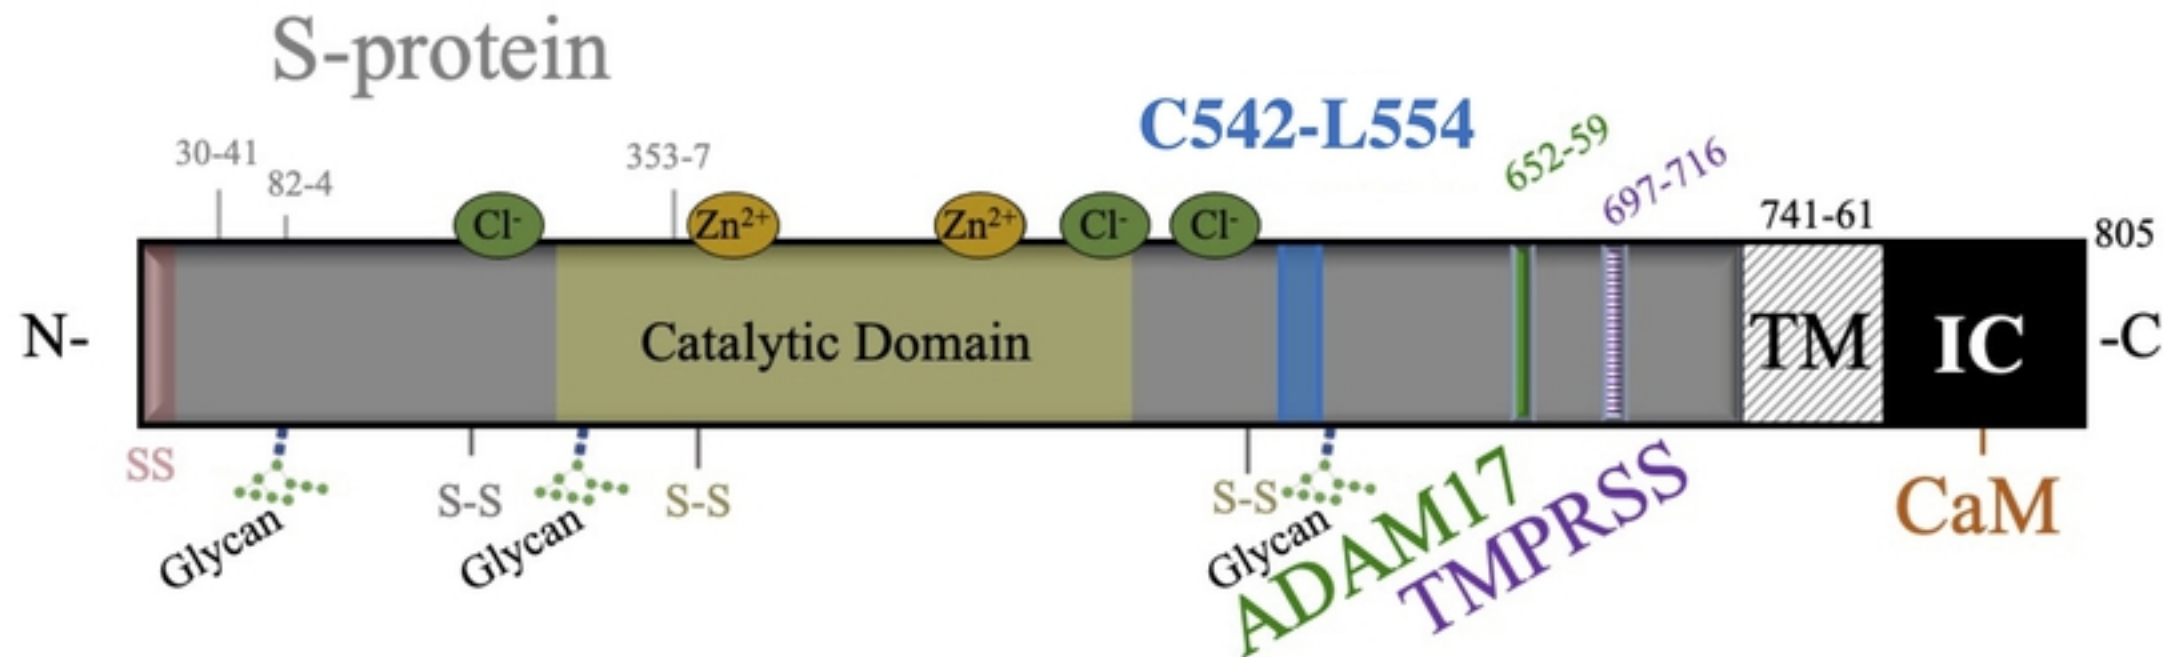 S-protein
C542-L554
30-41
82-4
353-7
652-59
697-716
741-61
805
Cl-
Zn2+
Zn2+
Cl-
Cl-
N-
Catalytic Domain
TM
IC
-C
SS
Glycan
S-S
Glycan
S-S
S-S
Glycan
ADAM17
TMPRSS
CaM